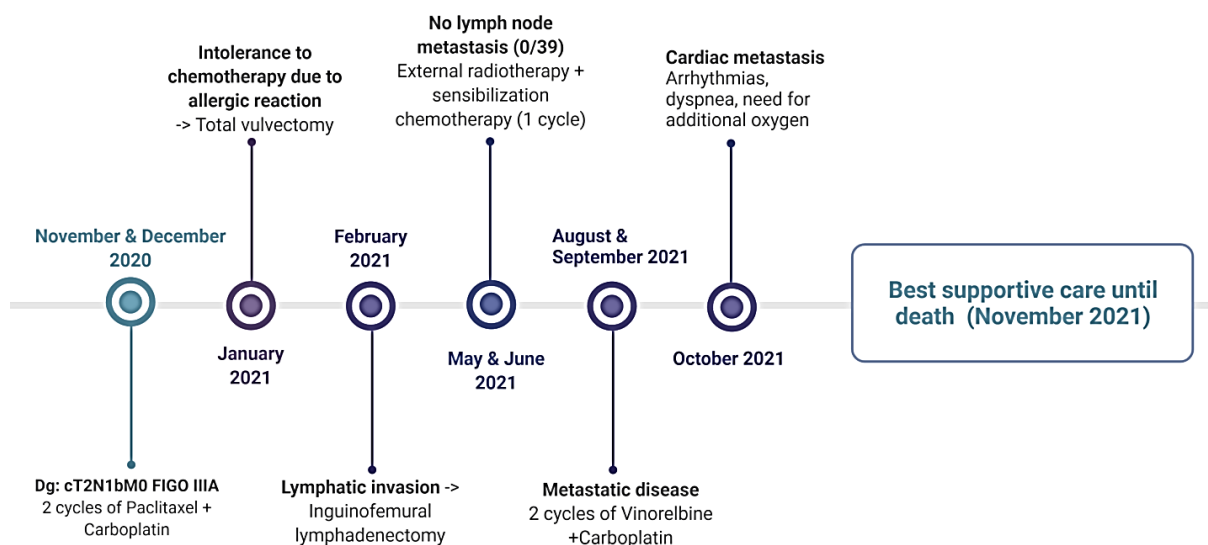 November & December
2020
Dg: cT2N1bM0 FIGO IIIA
2 cycles of Paclitaxel +
Carboplatin
Intolerance to
chemotherapy due to
allergic reaction
-> Total vulvectomy
January
2021
February
2021
Lymphatic invasion ->
Inguinofemural
lymphadenectomy
No lymph node
metastasis (0/39)
External radiotherapy +
sensibilization
chemotherapy (1 cycle)
May & June
2021
August &
September 2021
Metastatic disease
2 cycles of Vinorelbine
+Carboplatin
Cardiac metastasis
Arrhythmias,
dyspnea, need for
additional oxygen
October 2021
Best supportive care until
death (November 2021)